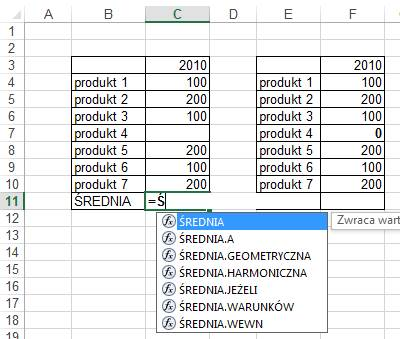 A B C D E F
1
2
3 2010 2010
4 produkt 1 100 produkt 1 100
5 produkt 2 200 produkt 2 200
6 produkt 3 100 produkt 3 100
7 produkt 4 produkt 4 0
8 produkt 5 200 produkt 5 200
9 produkt 6 100 produkt 6 100
10 produkt 7 200 produkt 7 200
11 ŚREDNIA =Ś
12 ŚREDNIA Zwraca wart
13 ŚREDNIA.A
14 ŚREDNIA.GEOMETRYCZNA
15 ŚREDNIA.HARMONICZNA
16 ŚREDNIA.JEŻELI
17 ŚREDNIA.WARUNKÓW
18 ŚREDNIA.WEWN
19